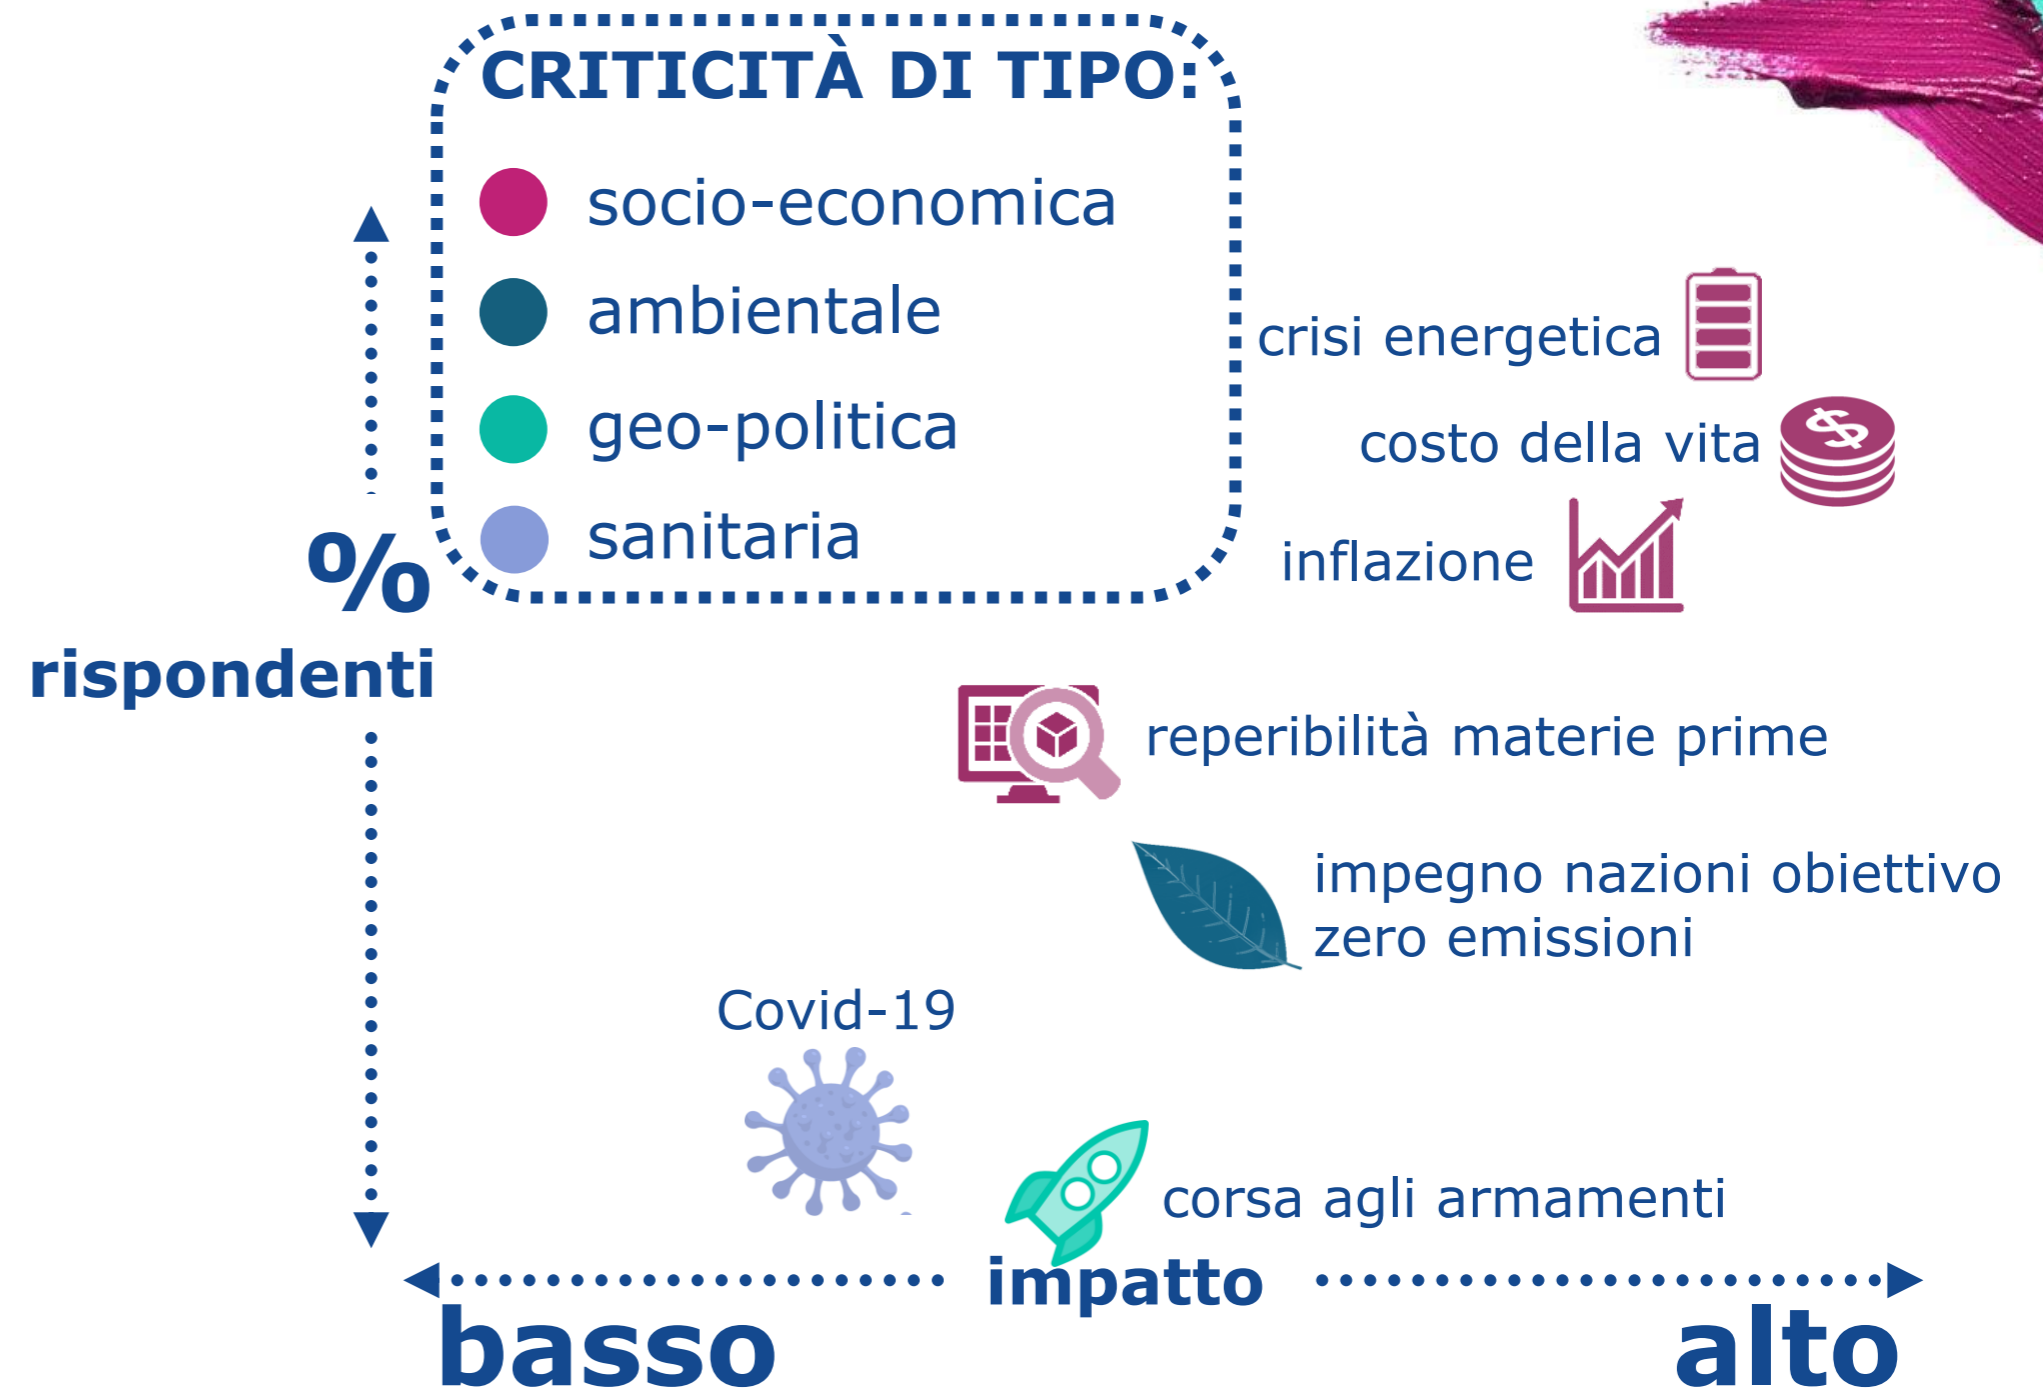 CRITICITÀ DI TIPO:
socio-economica
ambientale
geo-politica
sanitaria
%
rispondenti
crisi energetica
costo della vita
$
inflazione
reperibilità materie prime
impegno nazioni obiettivo
zero emissioni
Covid-19
corsa agli armamenti
impatto
basso
alto